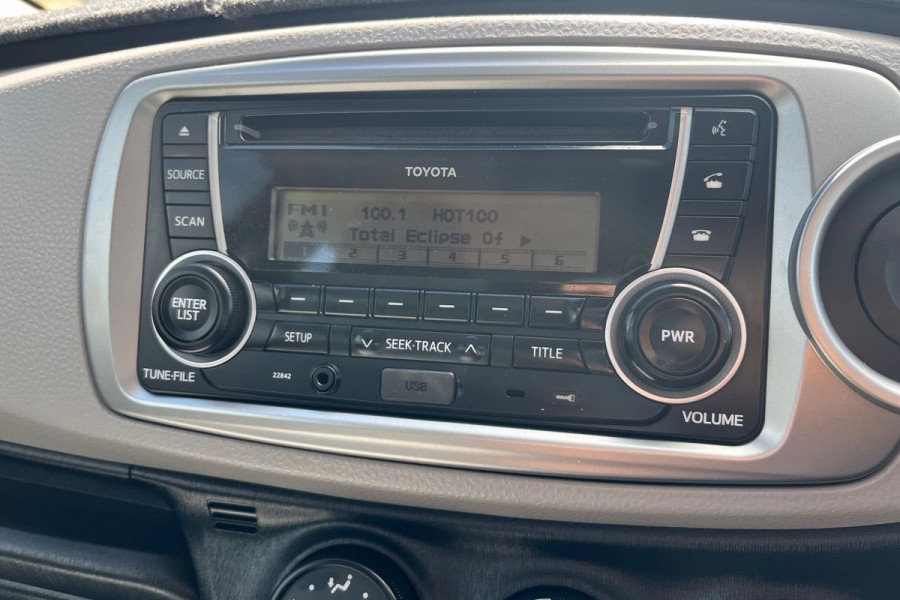 TOYOTA
SOURCE
SCAN
FM1 100.1 HOT100
Total Eclipse Of ▶
1 2 3 4 5 6
ENTER
LIST
SETUP
SEEK·TRACK
TITLE
PWR
TUNE·FILE
22842
USB
VOLUME